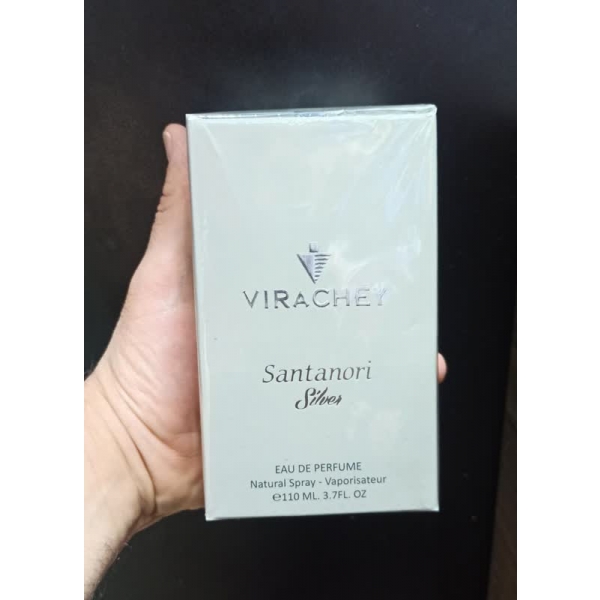 VIRACHEY
Santanori
Silver
EAU DE PERFUME
Natural Spray - Vaporisateur
℮110 ML. 3.7FL. OZ